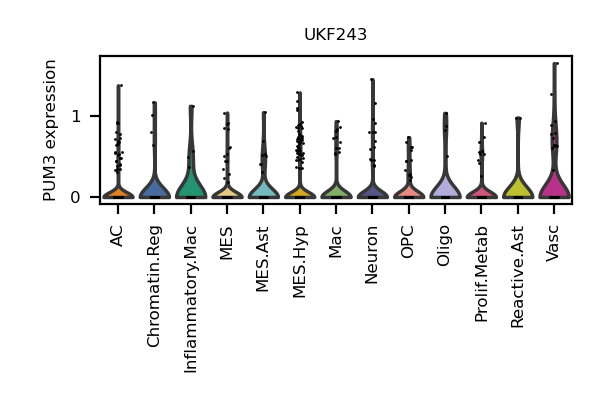 UKF243
PUM3 expression
1
0
AC
Chromatin.Reg
Inflammatory.Mac
MES
MES.Ast
MES.Hyp
Mac
Neuron
OPC
Oligo
Prolif.Metab
Reactive.Ast
Vasc